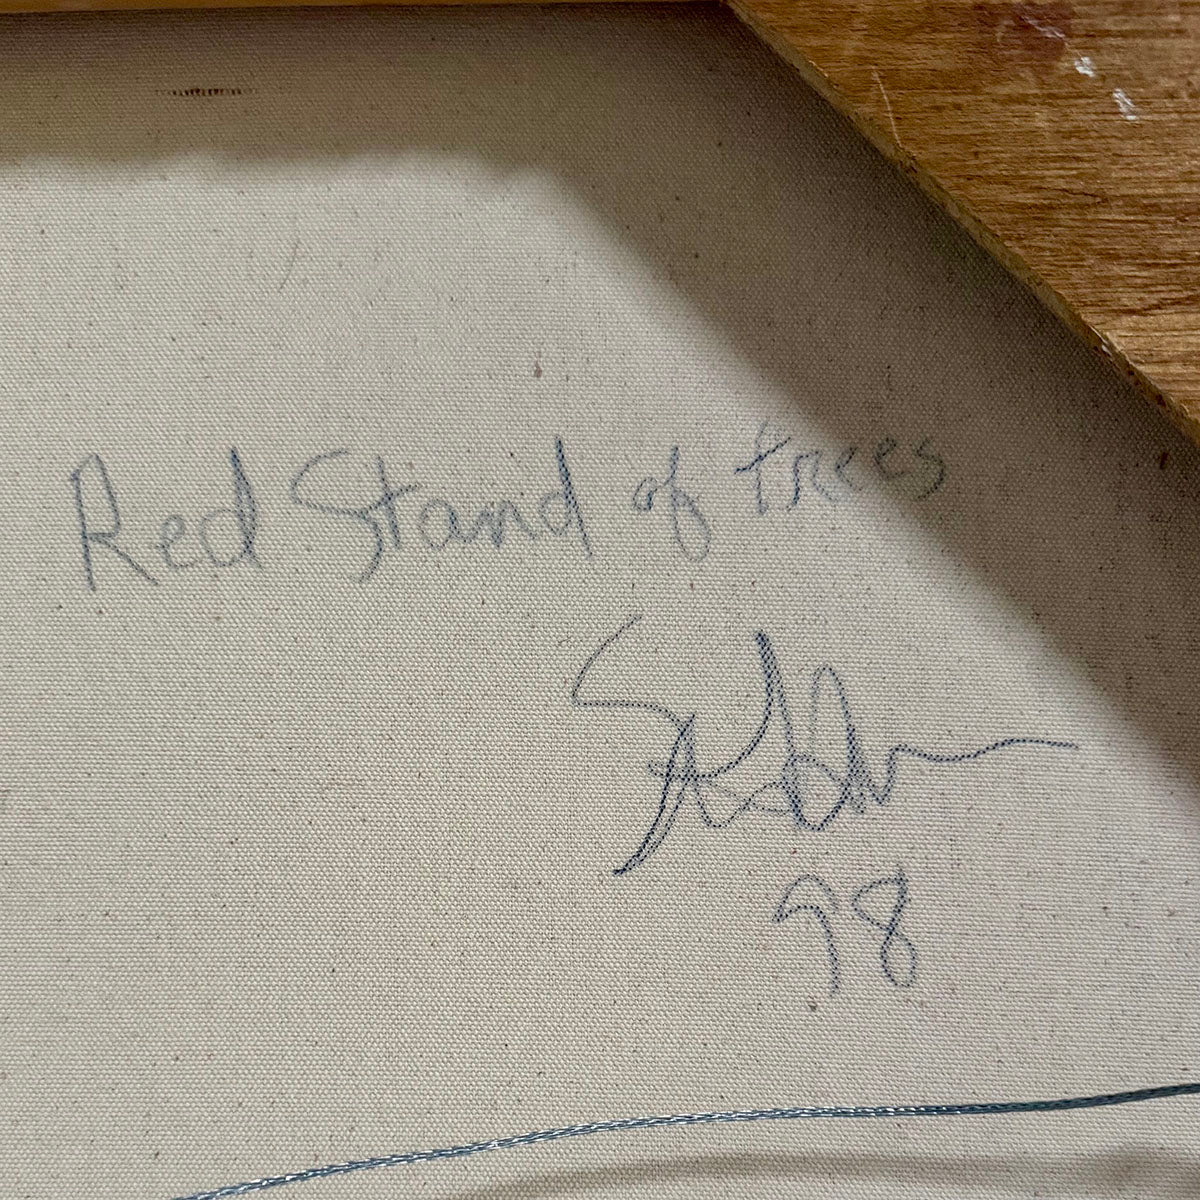 Red Stand of trees
98